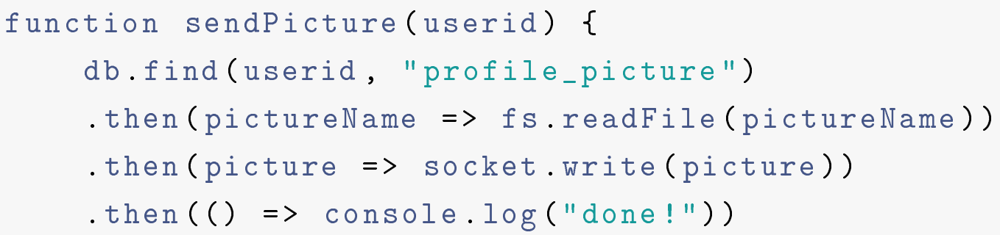 function sendPicture(userid) {
    db.find(userid, "profile_picture")
    .then(pictureName => fs.readFile(pictureName))
    .then(picture => socket.write(picture))
    .then(() => console.log("done!"))